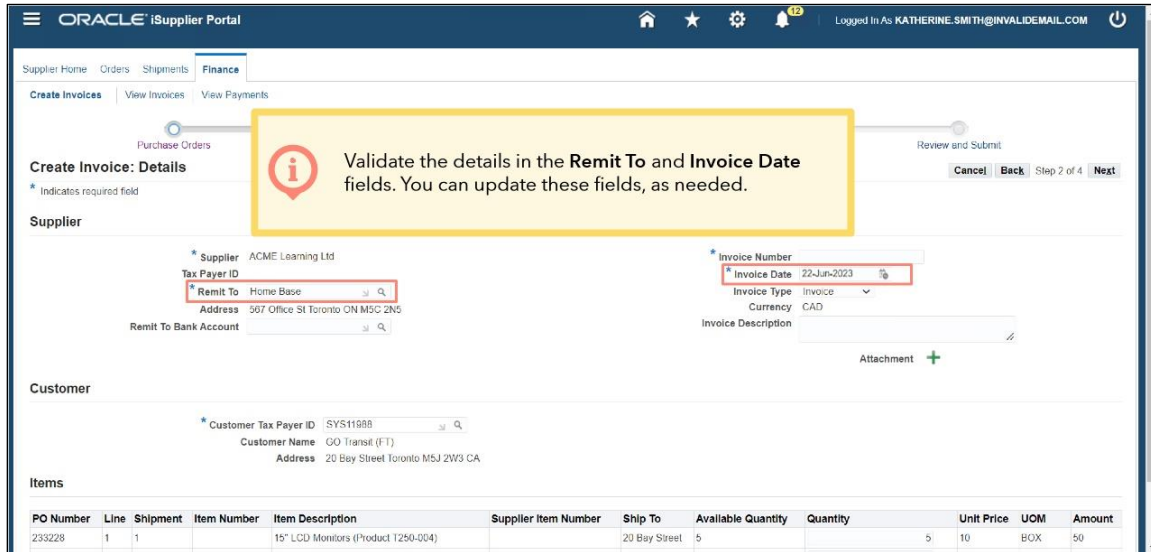 ORACLE iSupplier Portal
12
Logged In As KATHERINE.SMITH@INVALIDEMAIL.COM
Supplier Home Orders Shipments Finance
Create Invoices View Invoices View Payments
Purchase Orders
Review and Submit
i
Validate the details in the Remit To and Invoice Date
fields. You can update these fields, as needed.
Create Invoice: Details
Cancel Back Step 2 of 4 Next
* Indicates required field
Supplier
* Supplier ACME Learning Ltd
Tax Payer ID
* Remit To Home Base
Address 567 Office St Toronto ON M5C 2N5
Remit To Bank Account
* Invoice Number
* Invoice Date 22-Jun-2023
Invoice Type Invoice
Currency CAD
Invoice Description
Attachment
Customer
* Customer Tax Payer ID SYS11988
Customer Name GO Transit (FT)
Address 20 Bay Street Toronto M5J 2W3 CA
Items
PO Number Line Shipment Item Number Item Description Supplier Item Number Ship To Available Quantity Quantity Unit Price UOM Amount
233228 1 1 15" LCD Monitors (Product T250-004) 20 Bay Street 5 5 10 BOX 50